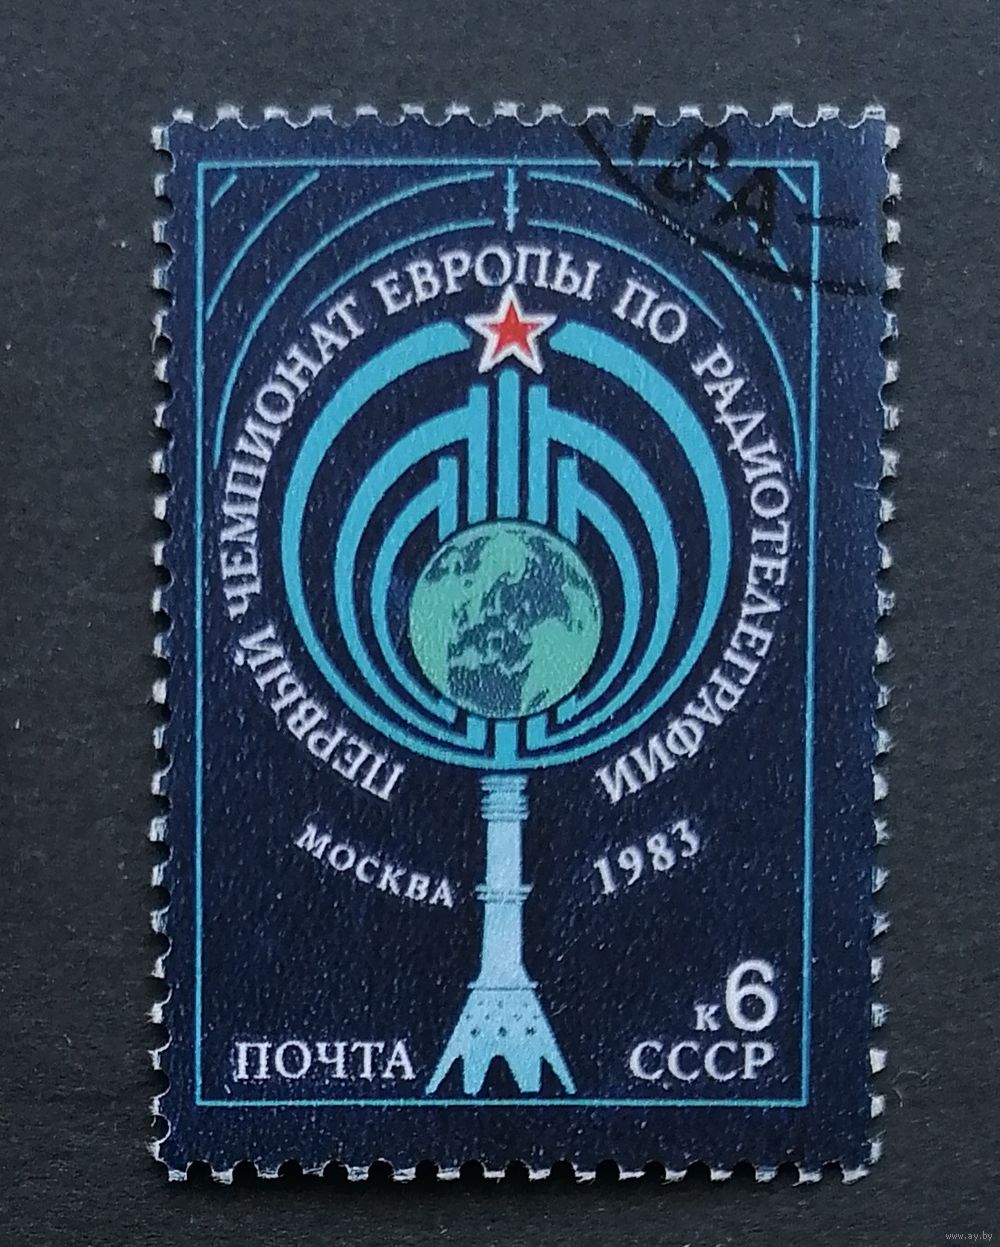 ПЕРВЫЙ ЧЕМПИОНАТ ЕВРОПЫ ПО РАДИОТЕЛЕГРАФИИ
МОСКВА 1983
к6
ПОЧТА СССР
www.ay.by